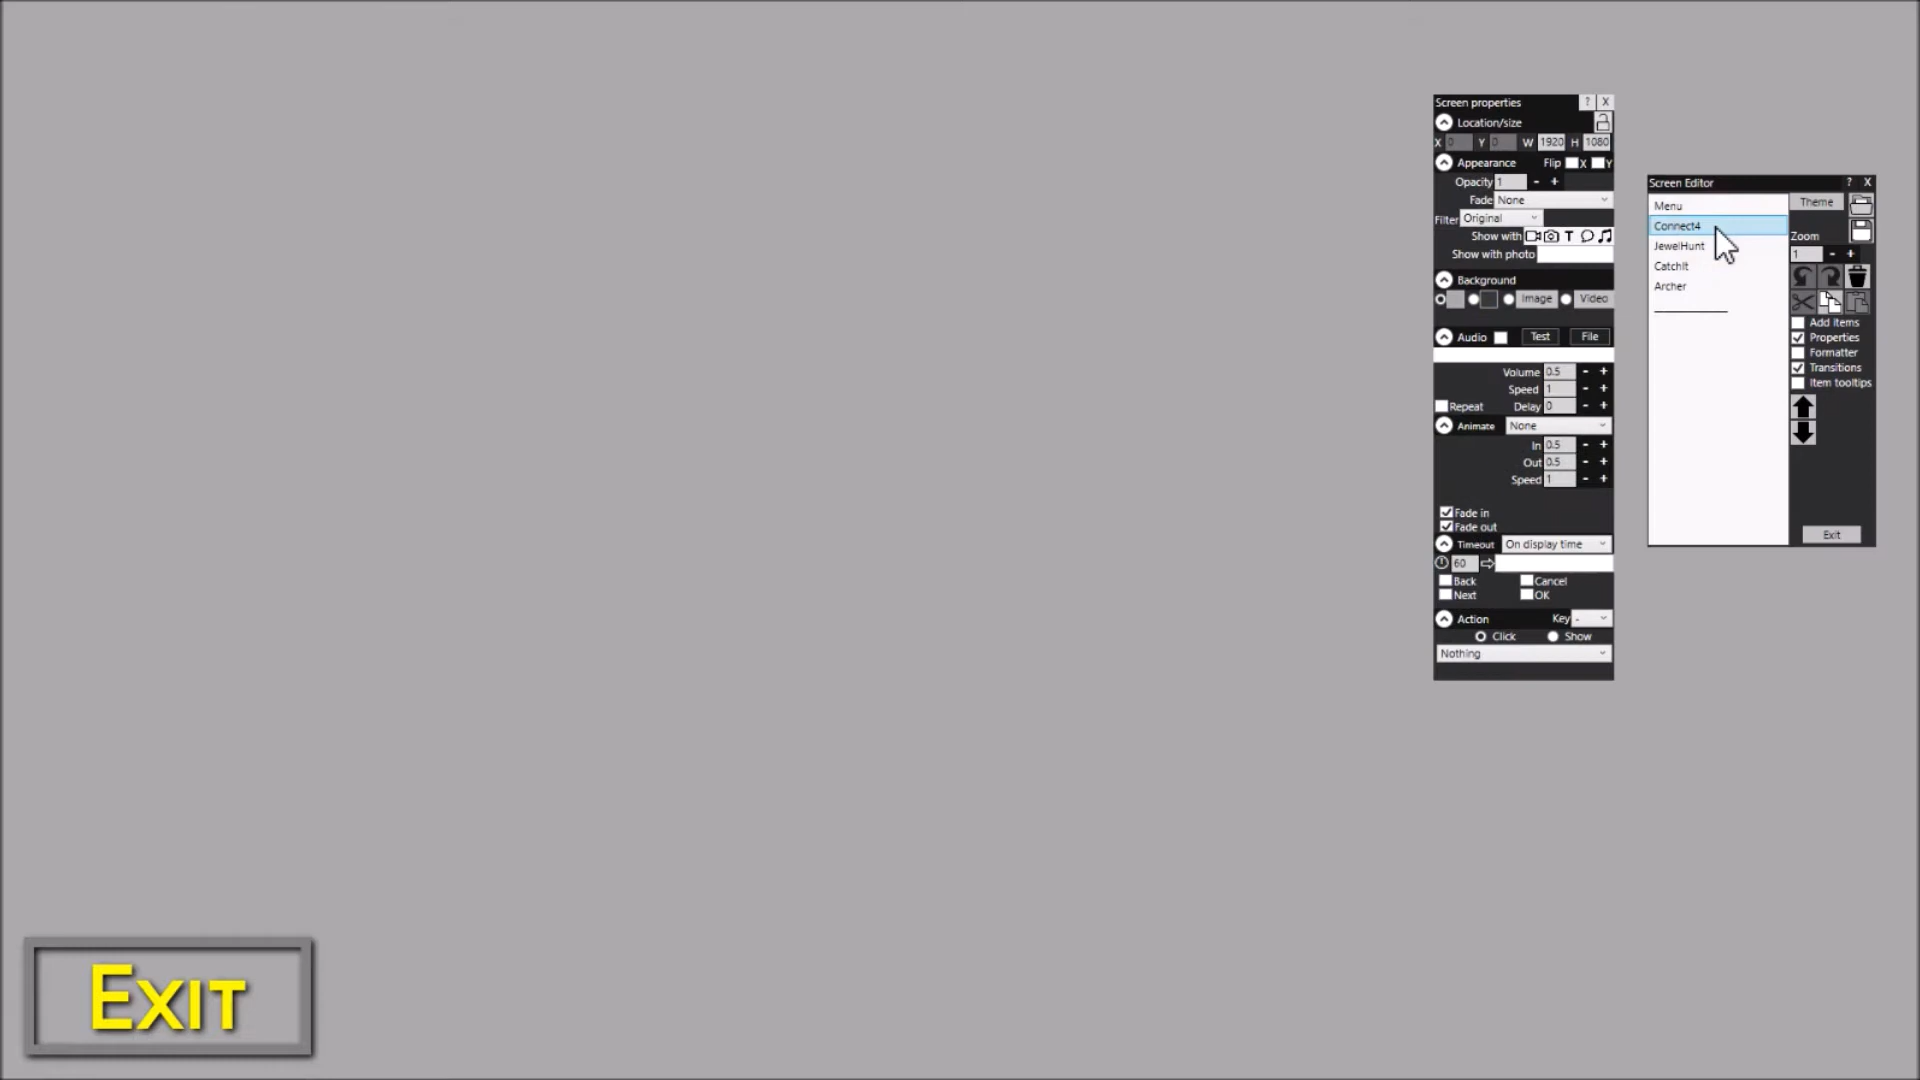 Screen properties ? X
Location/size
X 0 Y 0 W 1920 H 1080
Appearance Flip X Y
Opacity 1 - +
Fade None
Filter Original
Show with T
Show with photo
Background
Image Video
Audio Test File
Volume 0.5 - +
Speed 1 - +
Repeat Delay 0 - +
Animate None
In 0.5 - +
Out 0.5 - +
Speed 1 - +
Fade in
Fade out
Timeout On display time
60
Back Cancel
Next OK
Action Key -
Click Show
Nothing
Screen Editor ? X
Menu
Connect4
JewelHunt
CatchIt
Archer
Theme
Zoom
1 - +
Add items
Properties
Formatter
Transitions
Item tooltips
Exit
Exit